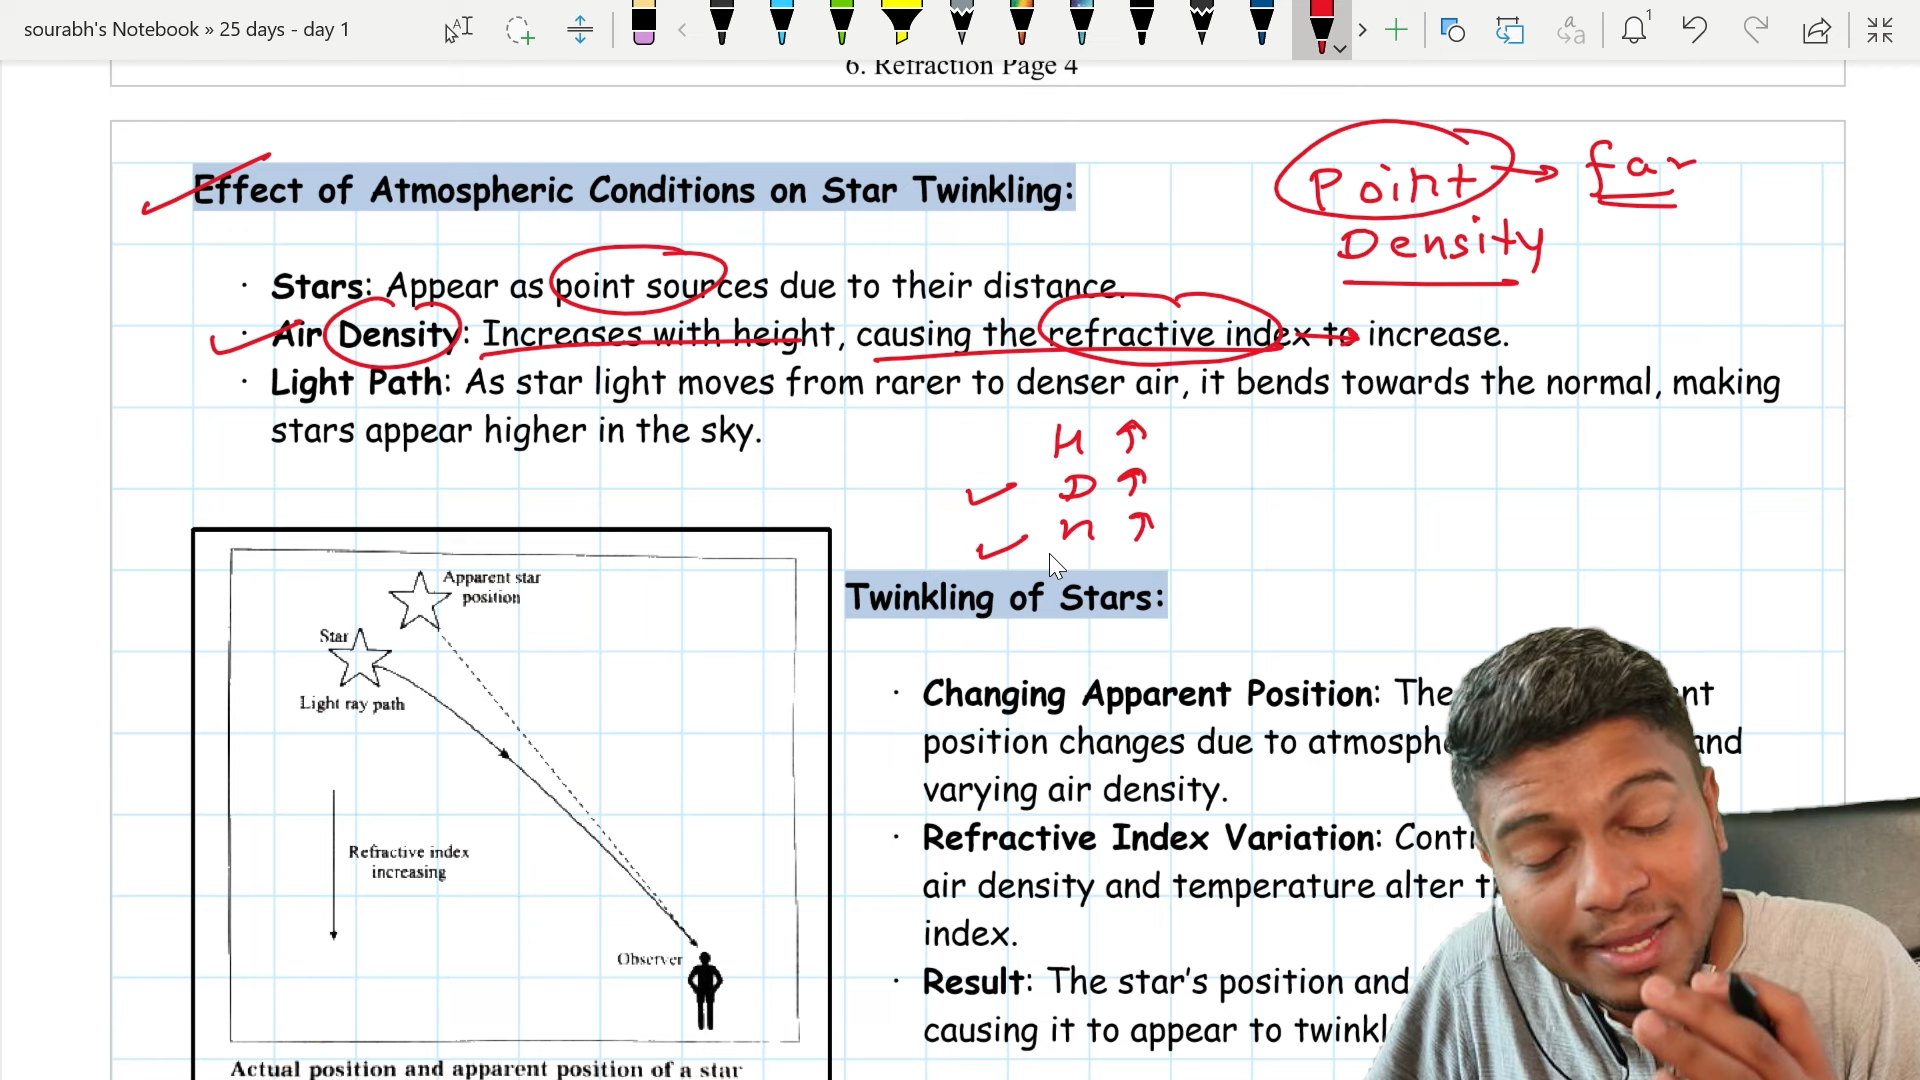 sourabh's Notebook » 25 days - day 1
6. Refraction Page 4
Effect of Atmospheric Conditions on Star Twinkling:
Point → far
Density
· Stars: Appear as point sources due to their distance.
· Air Density: Increases with height, causing the refractive index to increase.
· Light Path: As star light moves from rarer to denser air, it bends towards the normal, making
stars appear higher in the sky.
H ↑
D ↑
n ↑
Apparent star
position
Star
Light ray path
Refractive index
increasing
Observer
Actual position and apparent position of a star
Twinkling of Stars:
· Changing Apparent Position: The
position changes due to and
varying air density.
· Refractive Index Variation:
air density and temperature alter
index.
· Result: The star's position and
causing it to appear to